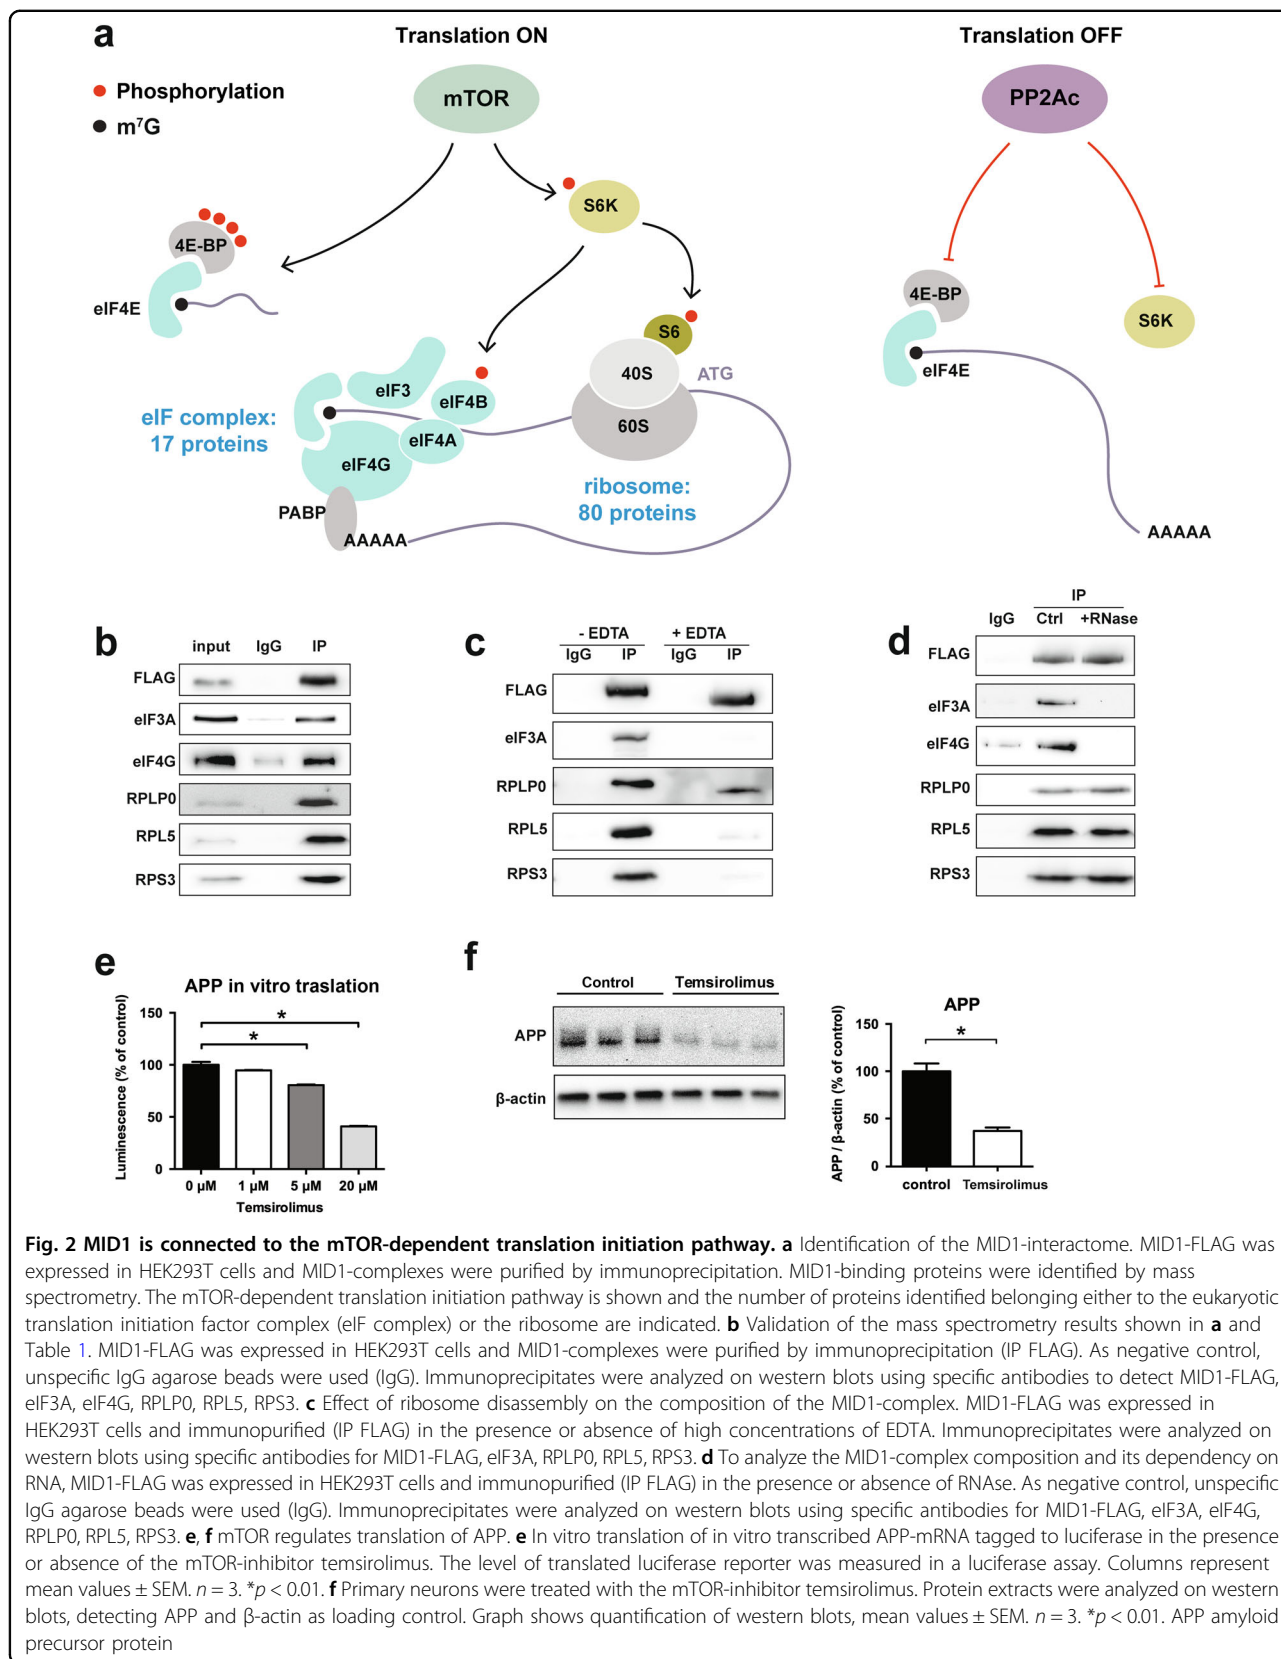 a
Translation ON
Translation OFF
Phosphorylation
m⁷G
mTOR
PP2Ac
S6K
4E-BP
eIF4E
S6
40S
ATG
60S
eIF3
eIF4B
eIF4A
eIF4G
eIF complex:
17 proteins
ribosome:
80 proteins
PABP
AAAAA
4E-BP
eIF4E
S6K
AAAAA
b
input IgG IP
FLAG
eIF3A
eIF4G
RPLP0
RPL5
RPS3
c
- EDTA + EDTA
IgG IP IgG IP
FLAG
eIF3A
RPLP0
RPL5
RPS3
d
IP
IgG Ctrl +RNase
FLAG
eIF3A
eIF4G
RPLP0
RPL5
RPS3
e
APP in vitro traslation
Luminescence (% of control)
150
100
50
0
* 
*
0 µM 1 µM 5 µM 20 µM
Temsirolimus
f
Control Temsirolimus
APP
β-actin
APP
APP / β-actin (% of control)
150
100
50
0
*
control Temsirolimus
Fig. 2 MID1 is connected to the mTOR-dependent translation initiation pathway. a Identification of the MID1-interactome. MID1-FLAG was
expressed in HEK293T cells and MID1-complexes were purified by immunoprecipitation. MID1-binding proteins were identified by mass
spectrometry. The mTOR-dependent translation initiation pathway is shown and the number of proteins identified belonging either to the eukaryotic
translation initiation factor complex (eIF complex) or the ribosome are indicated. b Validation of the mass spectrometry results shown in a and
Table 1. MID1-FLAG was expressed in HEK293T cells and MID1-complexes were purified by immunoprecipitation (IP FLAG). As negative control,
unspecific IgG agarose beads were used (IgG). Immunoprecipitates were analyzed on western blots using specific antibodies to detect MID1-FLAG,
eIF3A, eIF4G, RPLP0, RPL5, RPS3. c Effect of ribosome disassembly on the composition of the MID1-complex. MID1-FLAG was expressed in
HEK293T cells and immunopurified (IP FLAG) in the presence or absence of high concentrations of EDTA. Immunoprecipitates were analyzed on
western blots using specific antibodies for MID1-FLAG, eIF3A, RPLP0, RPL5, RPS3. d To analyze the MID1-complex composition and its dependency on
RNA, MID1-FLAG was expressed in HEK293T cells and immunopurified (IP FLAG) in the presence or absence of RNAse. As negative control, unspecific
IgG agarose beads were used (IgG). Immunoprecipitates were analyzed on western blots using specific antibodies for MID1-FLAG, eIF3A, eIF4G,
RPLP0, RPL5, RPS3. e, f mTOR regulates translation of APP. e In vitro translation of in vitro transcribed APP-mRNA tagged to luciferase in the presence
or absence of the mTOR-inhibitor temsirolimus. The level of translated luciferase reporter was measured in a luciferase assay. Columns represent
mean values ± SEM. n = 3. *p < 0.01. f Primary neurons were treated with the mTOR-inhibitor temsirolimus. Protein extracts were analyzed on western
blots, detecting APP and β-actin as loading control. Graph shows quantification of western blots, mean values ± SEM. n = 3. *p < 0.01. APP amyloid
precursor protein